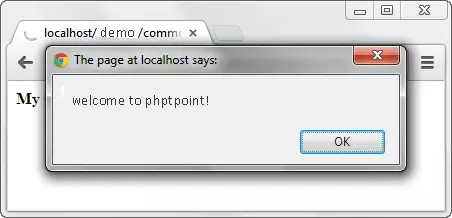 localhost/ demo /comm
The page at localhost says:
My
welcome to phptpoint!
OK